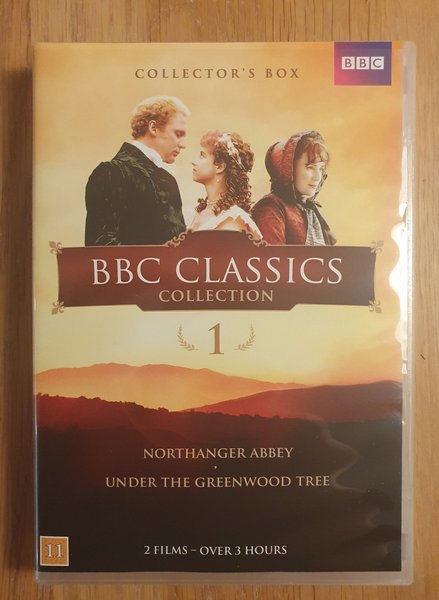 COLLECTOR'S BOX
BBC
BBC CLASSICS
COLLECTION
1
NORTHANGER ABBEY
·
UNDER THE GREENWOOD TREE
11
2 FILMS – OVER 3 HOURS